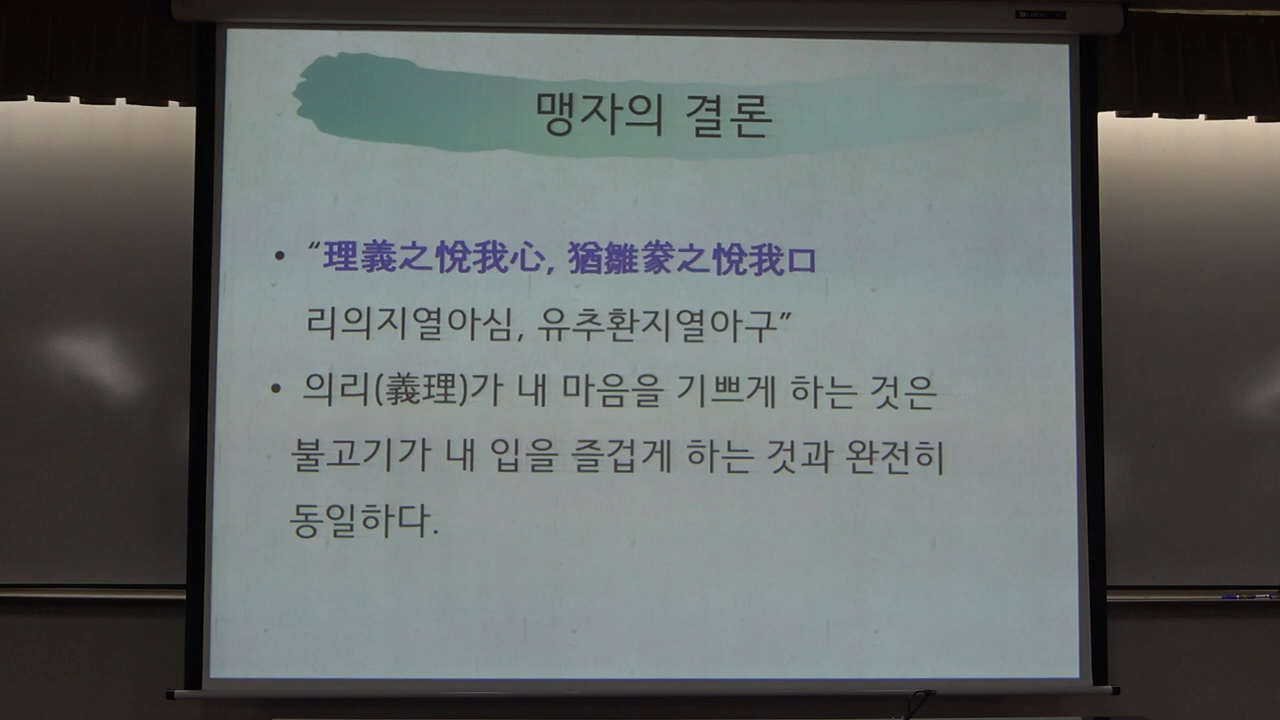 맹자의 결론
• “理義之悅我心, 猶雛豢之悅我口
리의지열아심, 유추환지열아구”
• 의리(義理)가 내 마음을 기쁘게 하는 것은
불고기가 내 입을 즐겁게 하는 것과 완전히
동일하다.